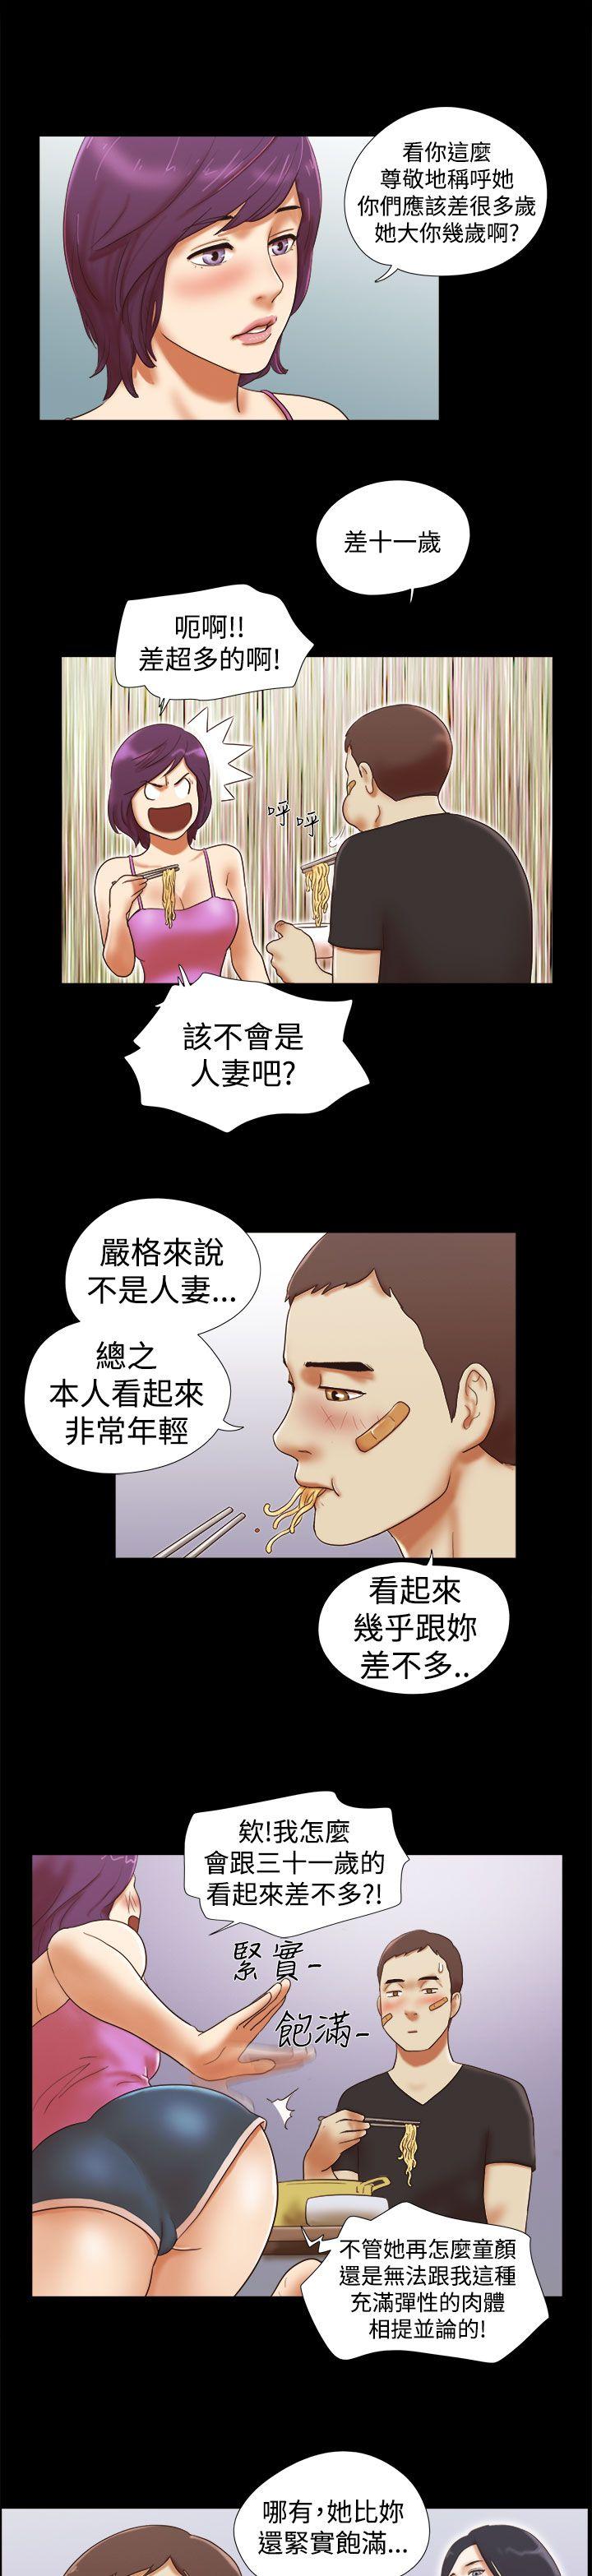 看你這麼
尊敬地稱呼她
你們應該差很多歲
她大你幾歲啊?
差十一歲
呃啊!!
差超多的啊!
呼
呼
該不會是
人妻吧?
嚴格來說
不是人妻...
總之
本人看起來
非常年輕
看起來
幾乎跟妳
差不多..
欸!我怎麼
會跟三十一歲的
看起來差不多?!
緊實~
飽滿~
不管她再怎麼童顏
還是無法跟我這種
充滿彈性的肉體
相提並論的!
哪有,她比妳
還緊實飽滿...